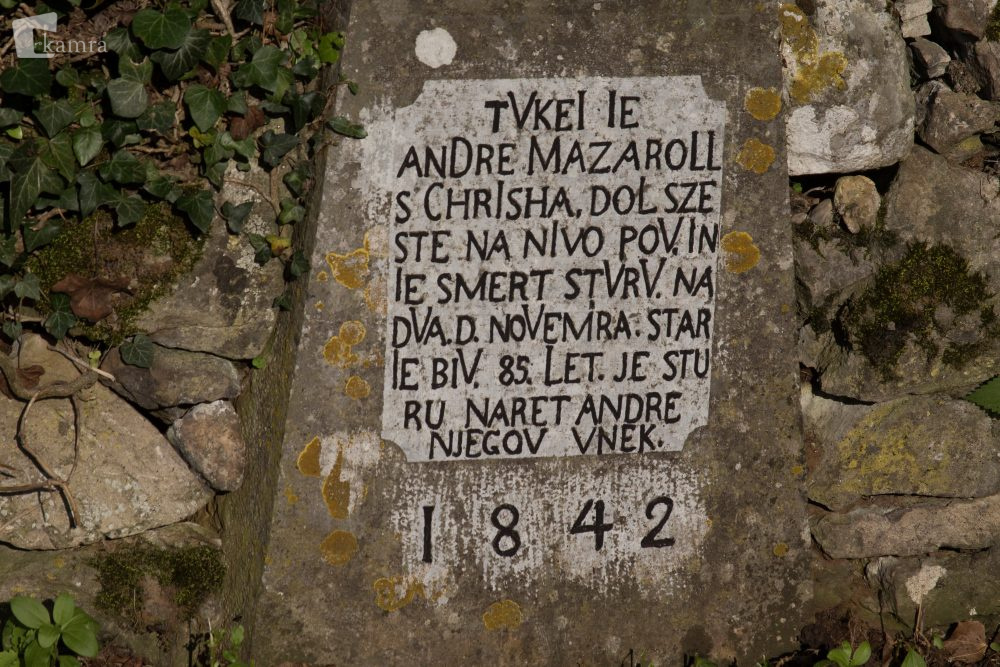 kamra
TVKEI IE
ANDRE MAZAROLL
S CHRISHA, DOL SZE
STE NA NIVO POV. IN
IE SMERT STVRV. NA
DVA. D. NOVEMRA. STAR
IE BIV. 85. LET. JE STU
RU NARET ANDRE
NJEGOV VNEK.
1842